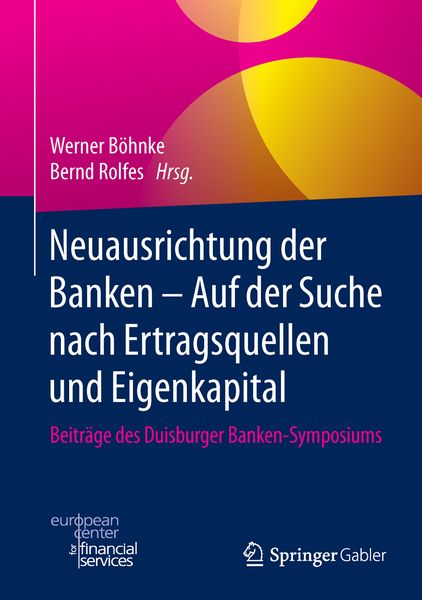 Werner Böhnke
Bernd Rolfes Hrsg.
Neuausrichtung der
Banken – Auf der Suche
nach Ertragsquellen
und Eigenkapital
Beiträge des Duisburger Banken-Symposiums
european
center
for financial
services
Springer Gabler